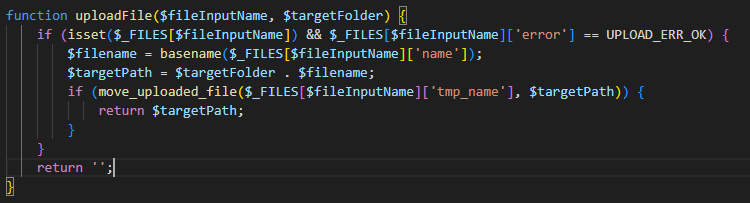 function uploadFile($fileInputName, $targetFolder) {
    if (isset($_FILES[$fileInputName]) && $_FILES[$fileInputName]['error'] == UPLOAD_ERR_OK) {
        $filename = basename($_FILES[$fileInputName]['name']);
        $targetPath = $targetFolder . $filename;
        if (move_uploaded_file($_FILES[$fileInputName]['tmp_name'], $targetPath)) {
            return $targetPath;
        }
    }
    return '';
}